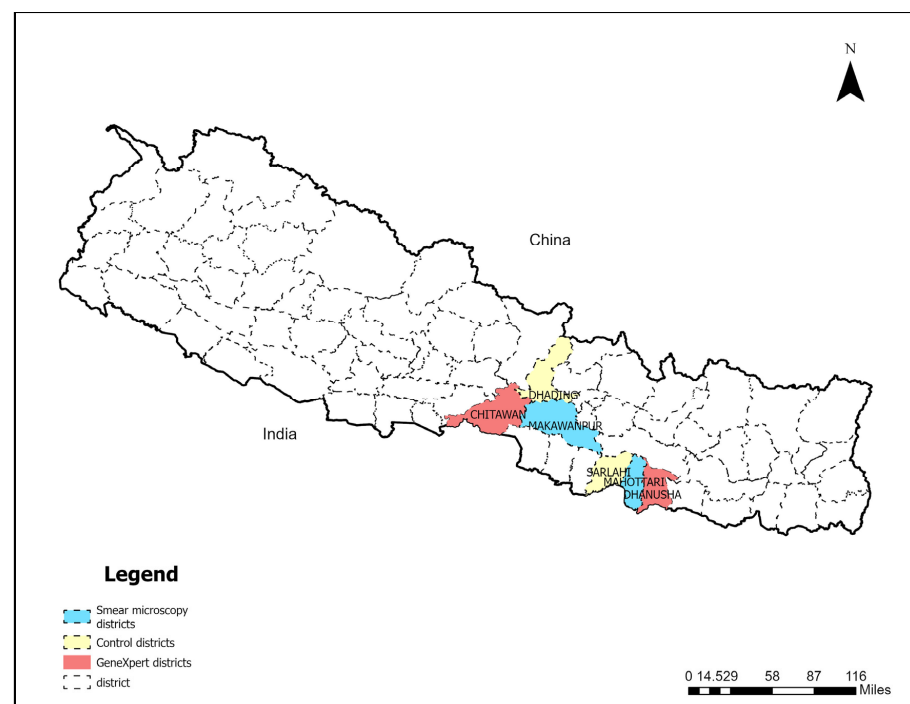 N
China
India
DHADING
CHITAWAN
MAKAWANPUR
SARLAHI
MAHOTTARI
DHANUSHA
Legend
Smear microscopy
districts
Control districts
GeneXpert districts
district
0 14.529 58 87 116
Miles